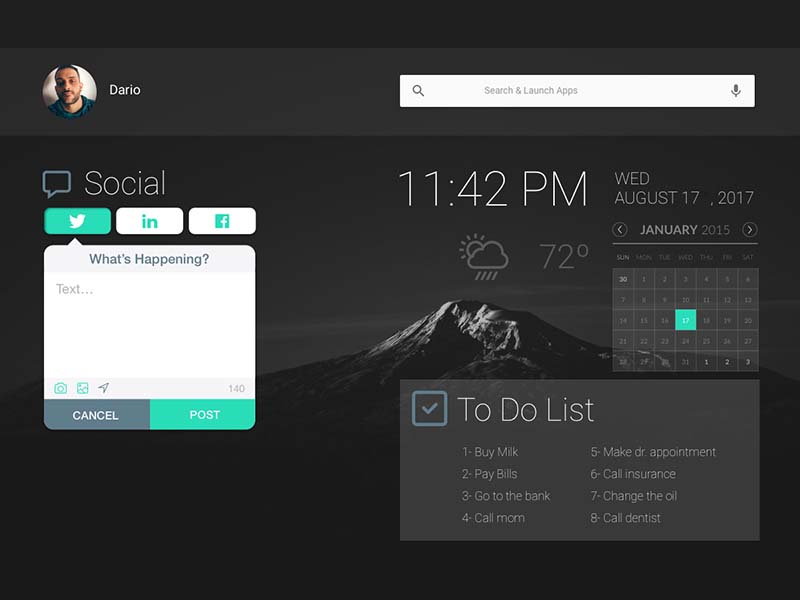 Dario
Search & Launch Apps
Social
What's Happening?
Text...
140
CANCEL
POST
11:42 PM
72º
WED
AUGUST 17 , 2017
JANUARY 2015
SUN MON TUE WED THU FRI SAT
30 1 2 3 4 5 6
7 8 9 10 11 12 13
14 15 16 17 18 19 20
21 22 23 24 25 26 27
28 29 30 31 1 2 3
To Do List
1- Buy Milk
2- Pay Bills
3- Go to the bank
4- Call mom
5- Make dr. appointment
6- Call insurance
7- Change the oil
8- Call dentist